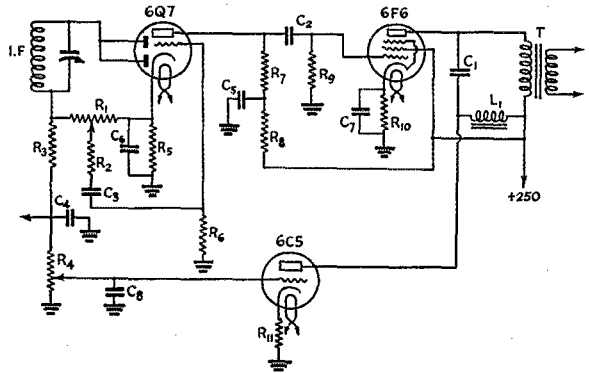 6Q7
6F6
I.F
C₂
T
R₁
C₁
R₇
R₉
C₅
L₁
R₃
C₆
R₅
C₇
R₁₀
R₂
R₈
C₃
+250
C₄
R₆
R₄
6C5
C₈
R₁₁